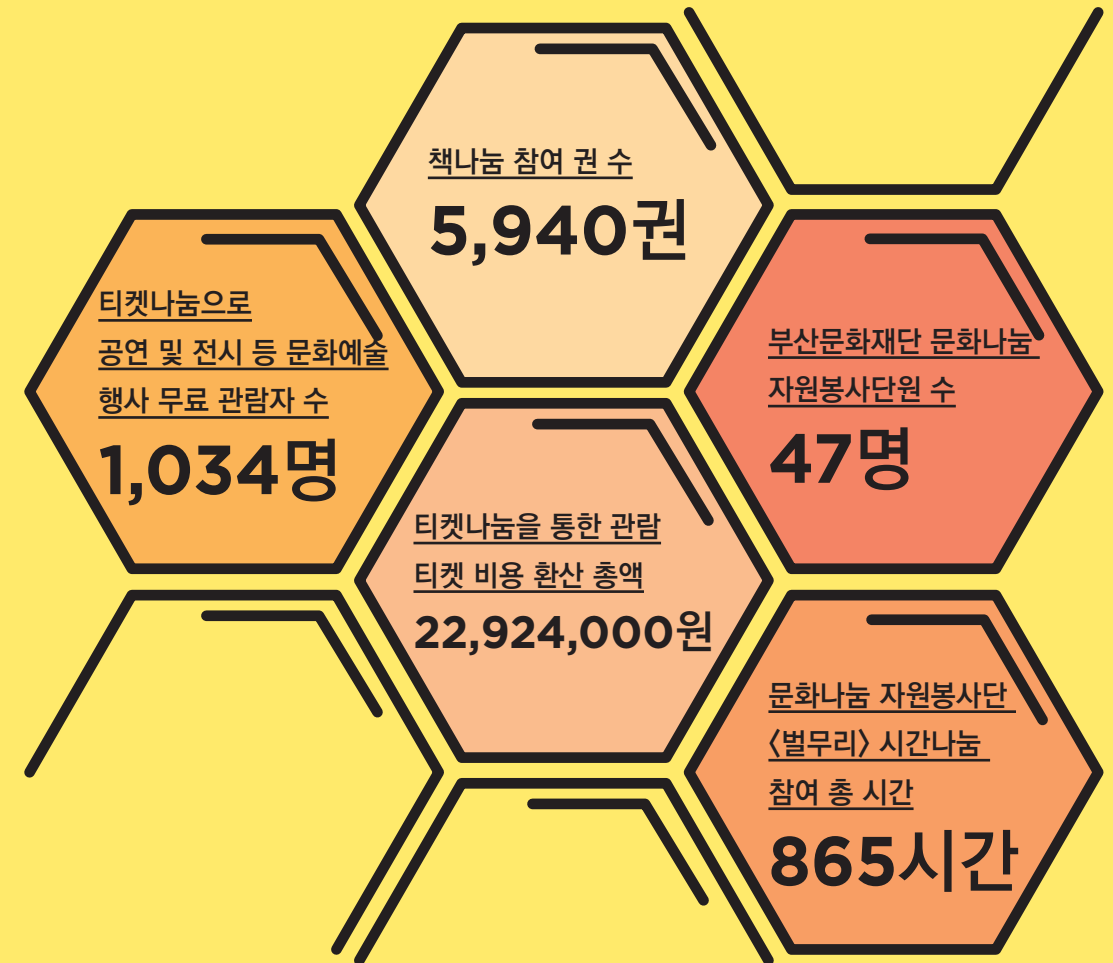 책나눔 참여 권 수
5,940권
티켓나눔으로
공연 및 전시 등 문화예술
행사 무료 관람자 수
1,034명
부산문화재단 문화나눔
자원봉사단원 수
47명
티켓나눔을 통한 관람
티켓 비용 환산 총액
22,924,000원
문화나눔 자원봉사단
〈벌무리〉 시간나눔
참여 총 시간
865시간